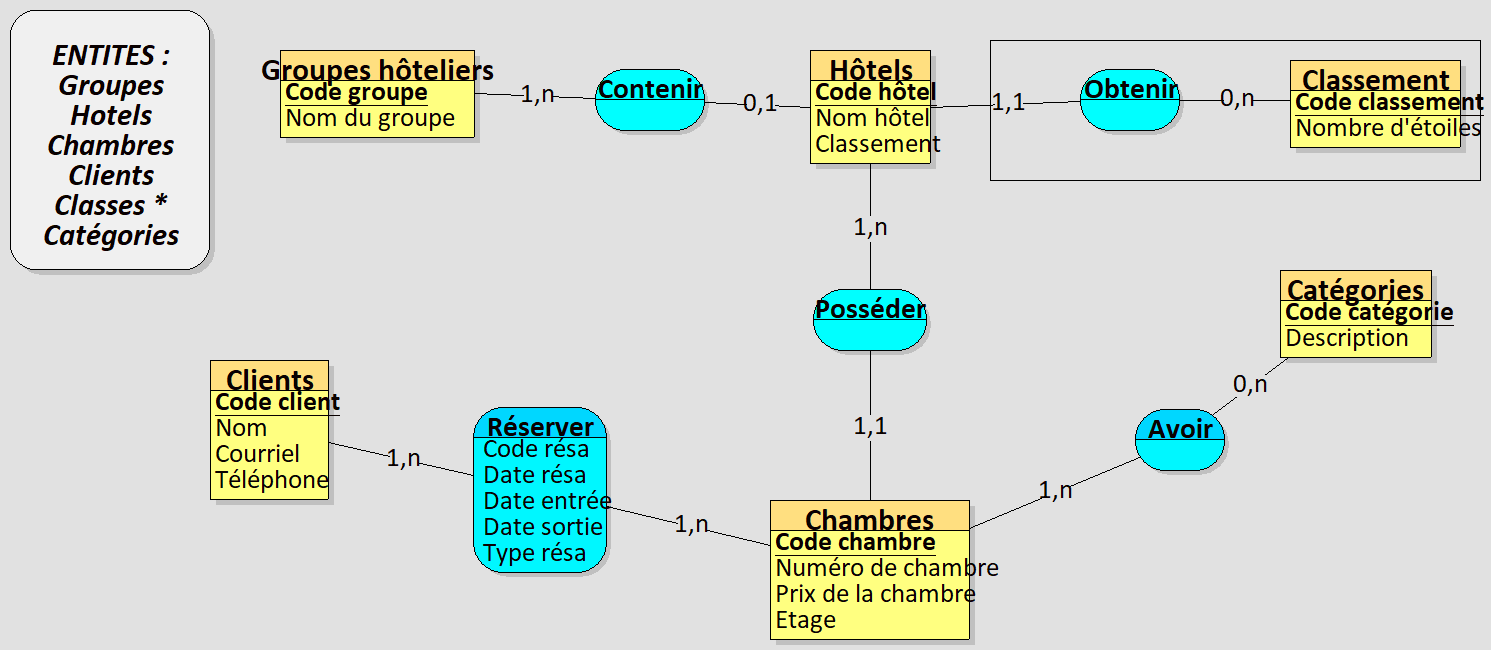 ENTITES :
Groupes
Hotels
Chambres
Clients
Classes *
Catégories
Groupes hôteliers
Code groupe
Nom du groupe
1,n
Contenir
0,1
Hôtels
Code hôtel
Nom hôtel
Classement
1,1
Obtenir
0,n
Classement
Code classement
Nombre d'étoiles
1,n
Posséder
1,1
Catégories
Code catégorie
Description
0,n
Avoir
1,n
Clients
Code client
Nom
Courriel
Téléphone
1,n
Réserver
Code résa
Date résa
Date entrée
Date sortie
Type résa
1,n
Chambres
Code chambre
Numéro de chambre
Prix de la chambre
Etage